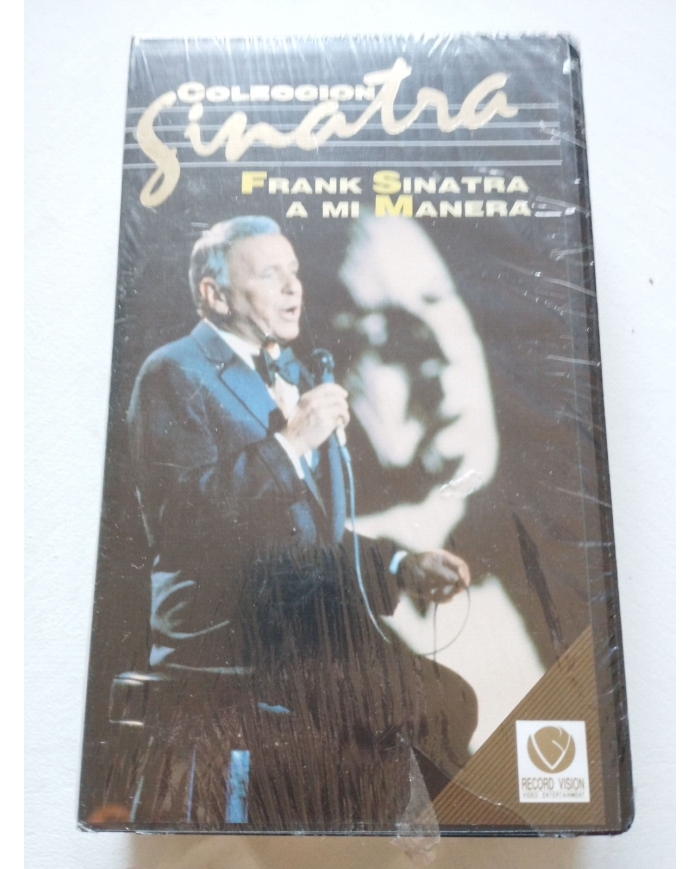 COLECCION
Sinatra
FRANK SINATRA
A MI MANERA
RECORD VISION
VIDEO ENTERTAINMENT